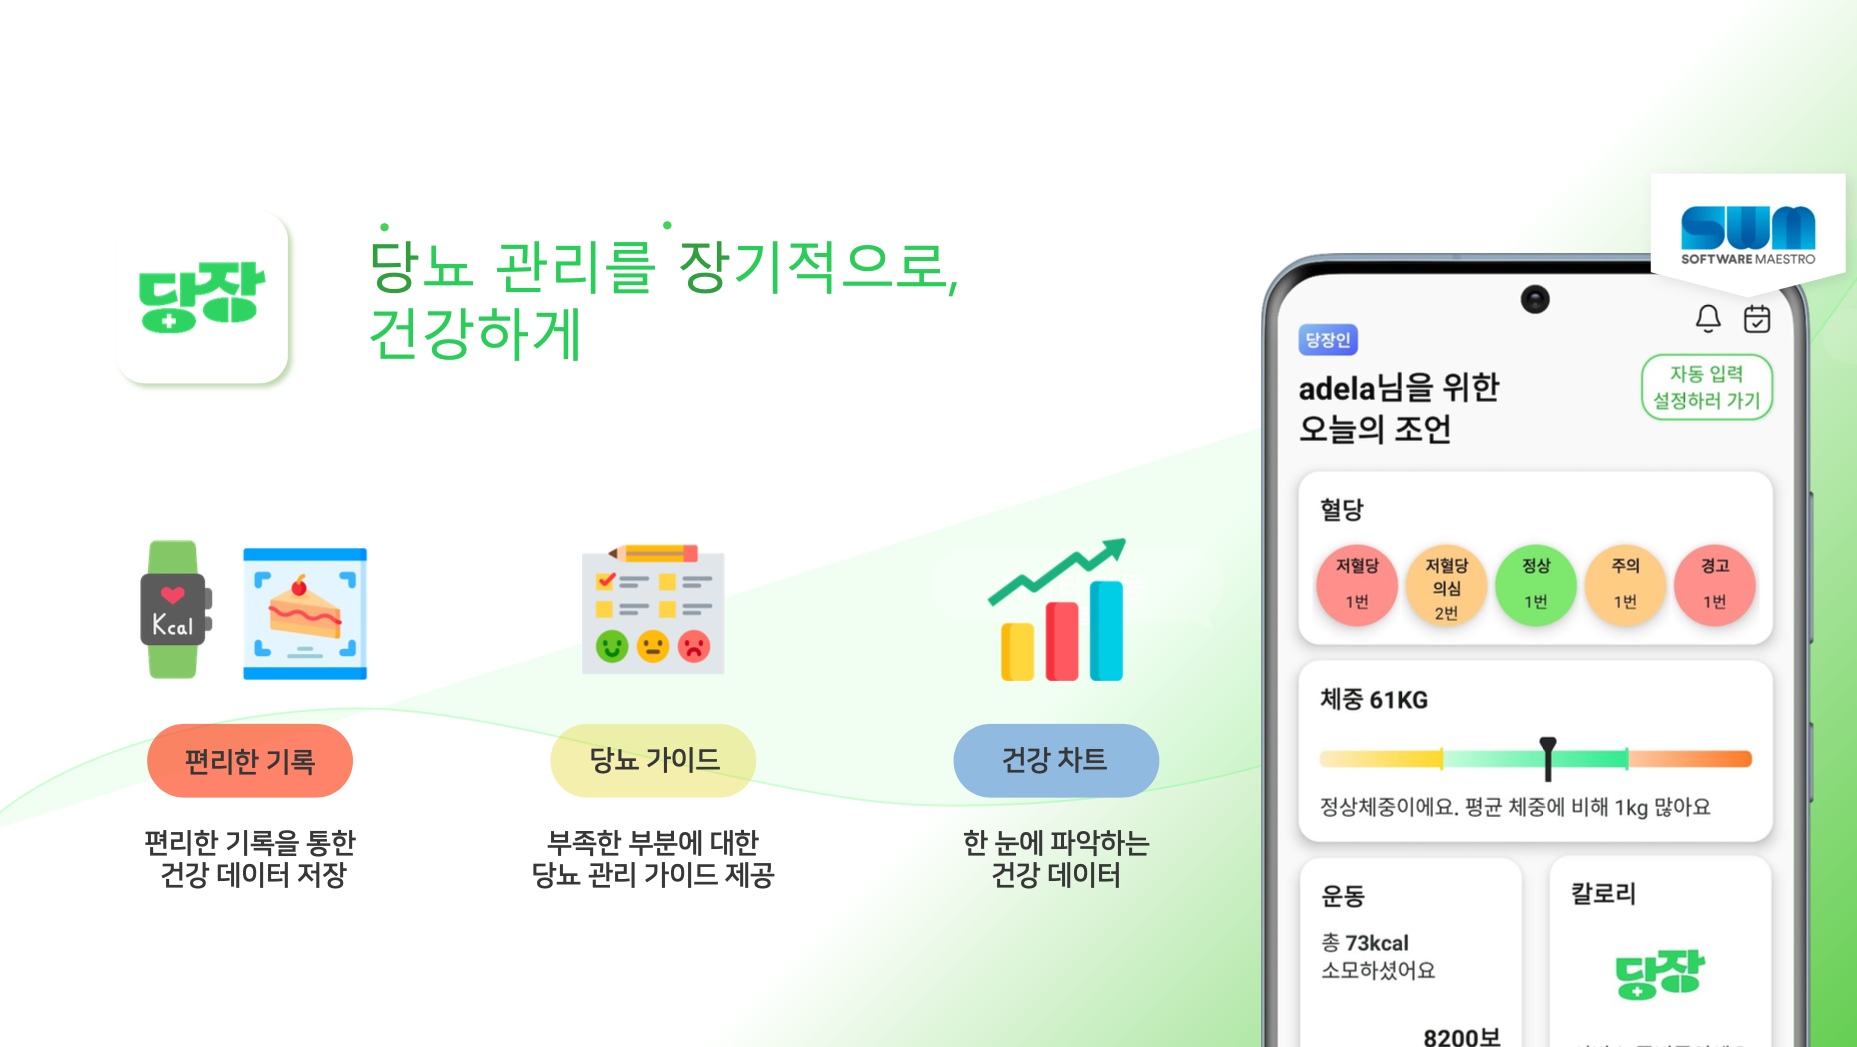 당장
당뇨 관리를 장기적으로,
건강하게
Kcal
편리한 기록
편리한 기록을 통한
건강 데이터 저장
당뇨 가이드
부족한 부분에 대한
당뇨 관리 가이드 제공
건강 차트
한 눈에 파악하는
건강 데이터
swm
SOFTWARE MAESTRO
당장인
adela님을 위한
오늘의 조언
자동 입력
설정하러 가기
혈당
저혈당
1번
저혈당
의심
2번
정상
1번
주의
1번
경고
1번
체중 61KG
정상체중이에요. 평균 체중에 비해 1kg 많아요
운동
총 73kcal
소모하셨어요
8200보
칼로리
당장